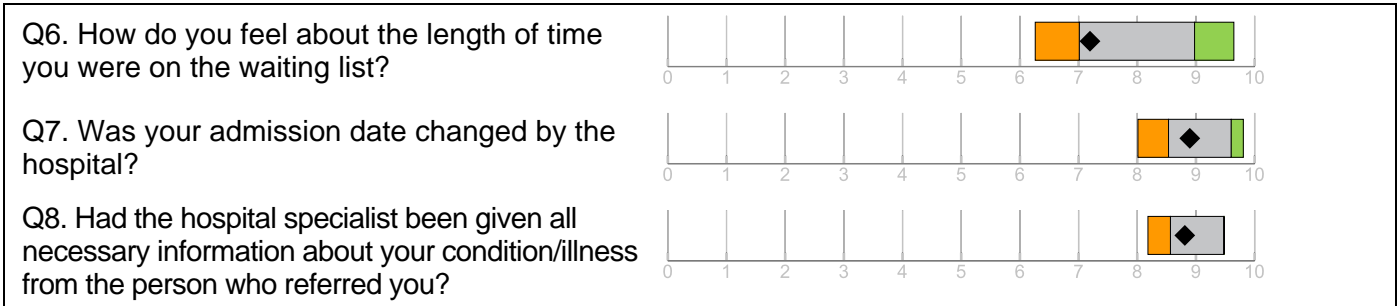 Q6. How do you feel about the length of time
you were on the waiting list?
0 1 2 3 4 5 6 7 8 9 10
Q7. Was your admission date changed by the
hospital?
0 1 2 3 4 5 6 7 8 9 10
Q8. Had the hospital specialist been given all
necessary information about your condition/illness
from the person who referred you?
0 1 2 3 4 5 6 7 8 9 10